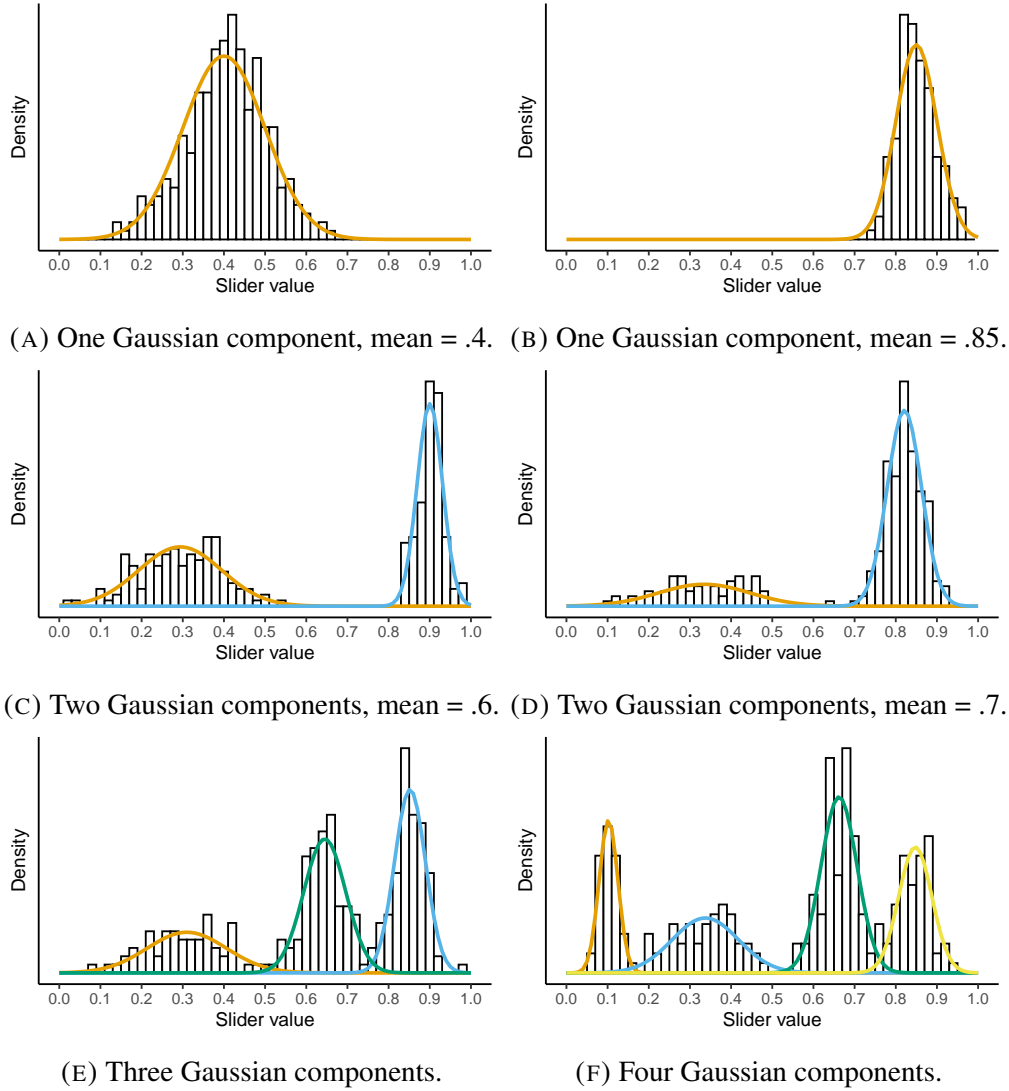 Density
Density
0.0 0.1 0.2 0.3 0.4 0.5 0.6 0.7 0.8 0.9 1.0
0.0 0.1 0.2 0.3 0.4 0.5 0.6 0.7 0.8 0.9 1.0
Slider value
Slider value
(A) One Gaussian component, mean = .4.
(B) One Gaussian component, mean = .85.
Density
Density
0.0 0.1 0.2 0.3 0.4 0.5 0.6 0.7 0.8 0.9 1.0
0.0 0.1 0.2 0.3 0.4 0.5 0.6 0.7 0.8 0.9 1.0
Slider value
Slider value
(C) Two Gaussian components, mean = .6.
(D) Two Gaussian components, mean = .7.
Density
Density
0.0 0.1 0.2 0.3 0.4 0.5 0.6 0.7 0.8 0.9 1.0
0.0 0.1 0.2 0.3 0.4 0.5 0.6 0.7 0.8 0.9 1.0
Slider value
Slider value
(E) Three Gaussian components.
(F) Four Gaussian components.